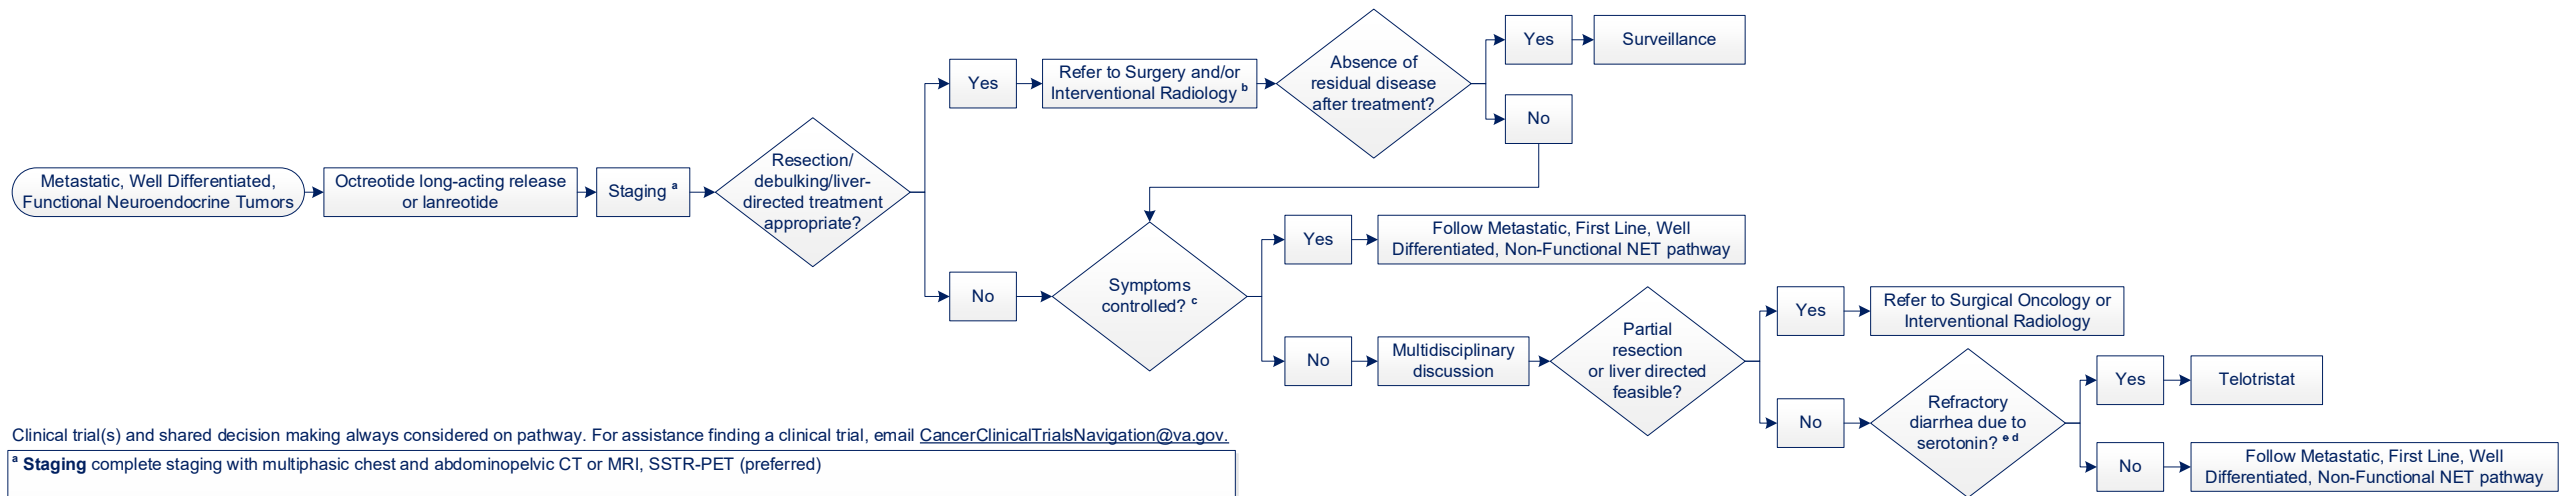 Metastatic, Well Differentiated,
Functional Neuroendocrine Tumors
Octreotide long-acting release
or lanreotide
Staging a
Resection/
debulking/liver-
directed treatment
appropriate?
Yes
Refer to Surgery and/or
Interventional Radiology b
Absence of
residual disease
after treatment?
Yes
Surveillance
No
No
Symptoms
controlled? c
Yes
Follow Metastatic, First Line, Well
Differentiated, Non-Functional NET pathway
No
Multidisciplinary
discussion
Partial
resection
or liver directed
feasible?
Yes
Refer to Surgical Oncology or
Interventional Radiology
No
Refractory
diarrhea due to
serotonin? e d
Yes
Telotristat
No
Follow Metastatic, First Line, Well
Differentiated, Non-Functional NET pathway
Clinical trial(s) and shared decision making always considered on pathway. For assistance finding a clinical trial, email CancerClinicalTrialsNavigation@va.gov.
a Staging complete staging with multiphasic chest and abdominopelvic CT or MRI, SSTR-PET (preferred)